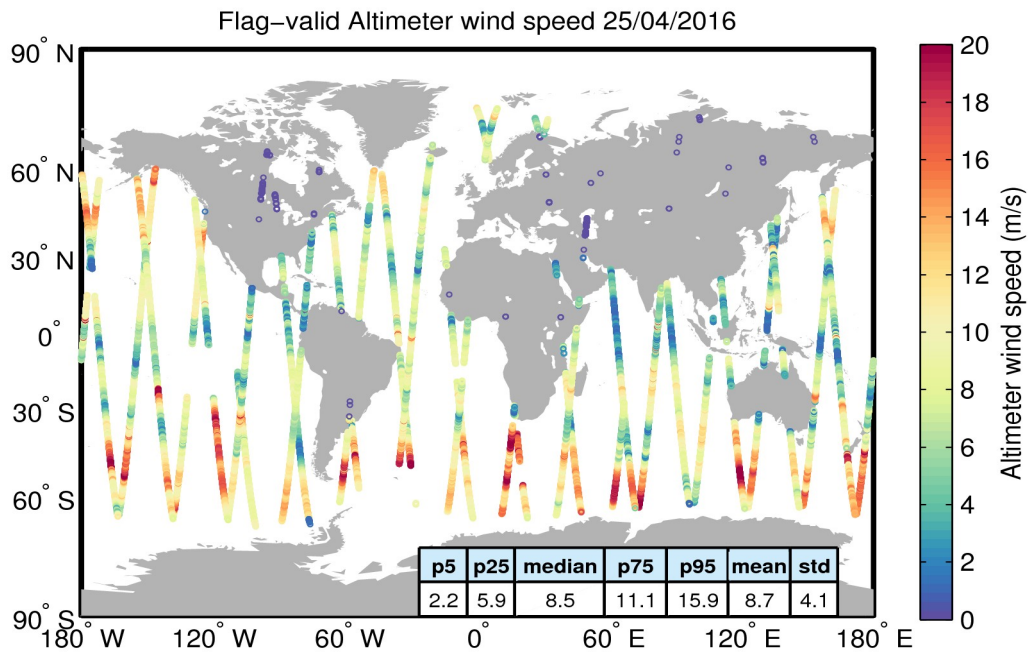 Flag−valid Altimeter wind speed 25/04/2016
90° N
60° N
30° N
0°
30° S
60° S
90° S
180° W
120° W
60° W
0°
60° E
120° E
180° E
p5 p25 median p75 p95 mean std
2.2 5.9 8.5 11.1 15.9 8.7 4.1
20
18
16
14
12
10
8
6
4
2
0
Altimeter wind speed (m/s)